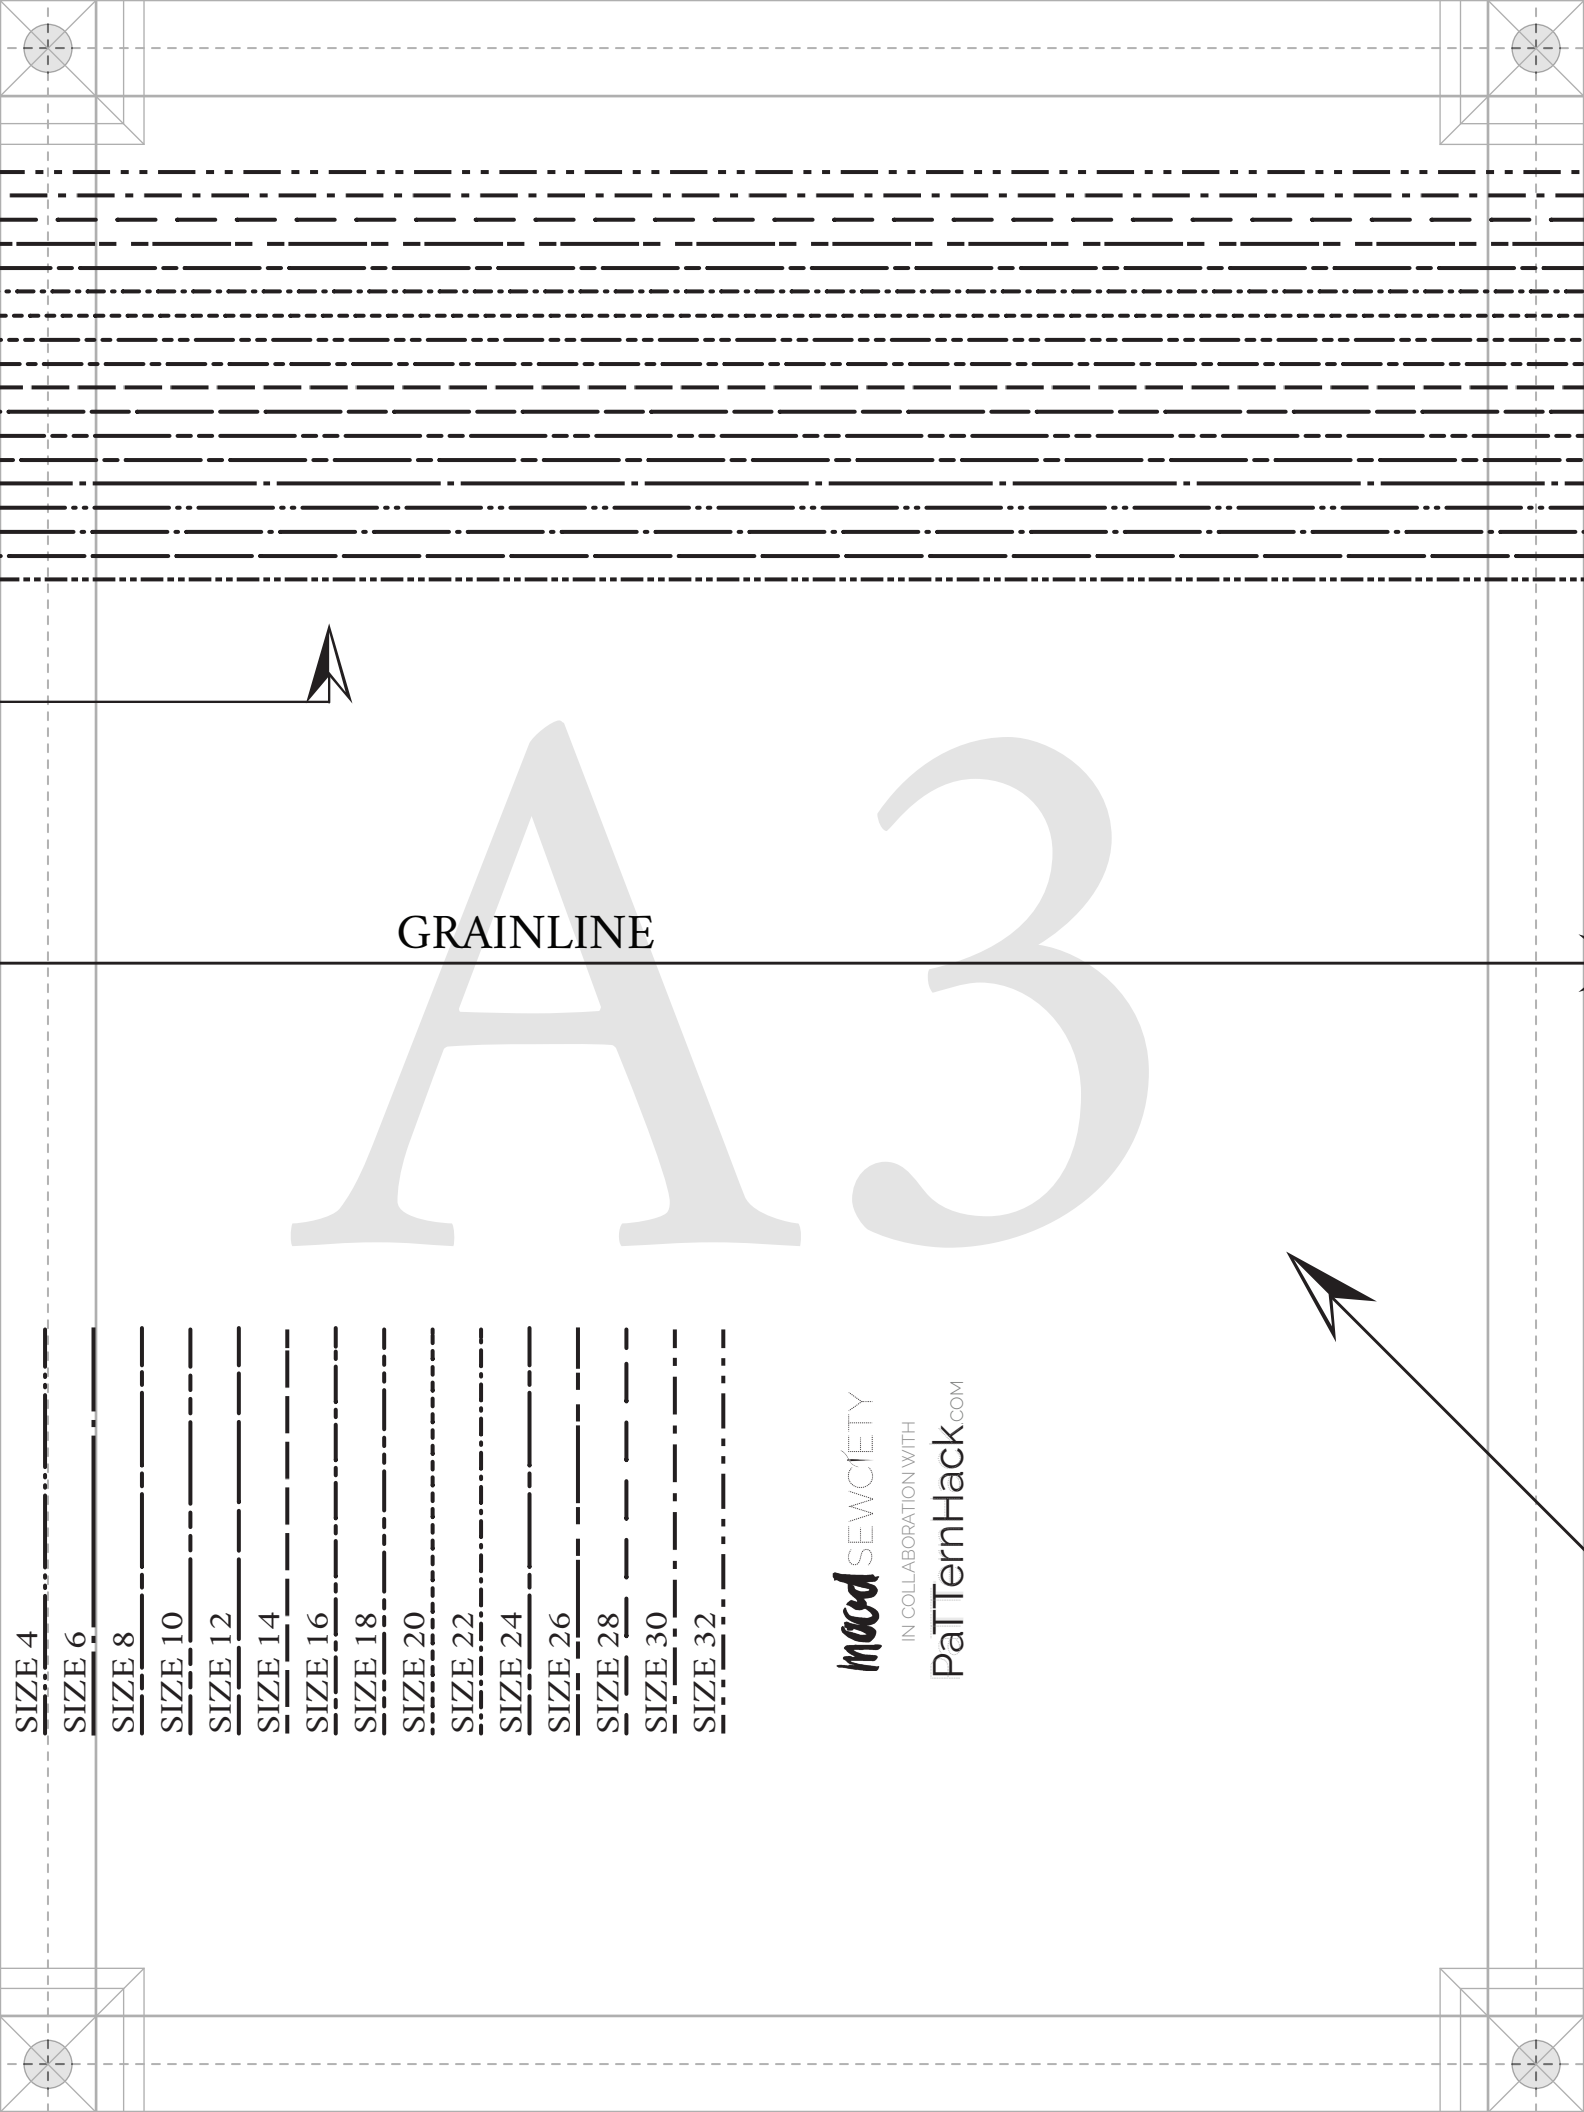 GRAINLINE
A3
SIZE 4
SIZE 6
SIZE 8
SIZE 10
SIZE 12
SIZE 14
SIZE 16
SIZE 18
SIZE 20
SIZE 22
SIZE 24
SIZE 26
SIZE 28
SIZE 30
SIZE 32
mood SEWCIETY
IN COLLABORATION WITH
PaTTernHack.COM